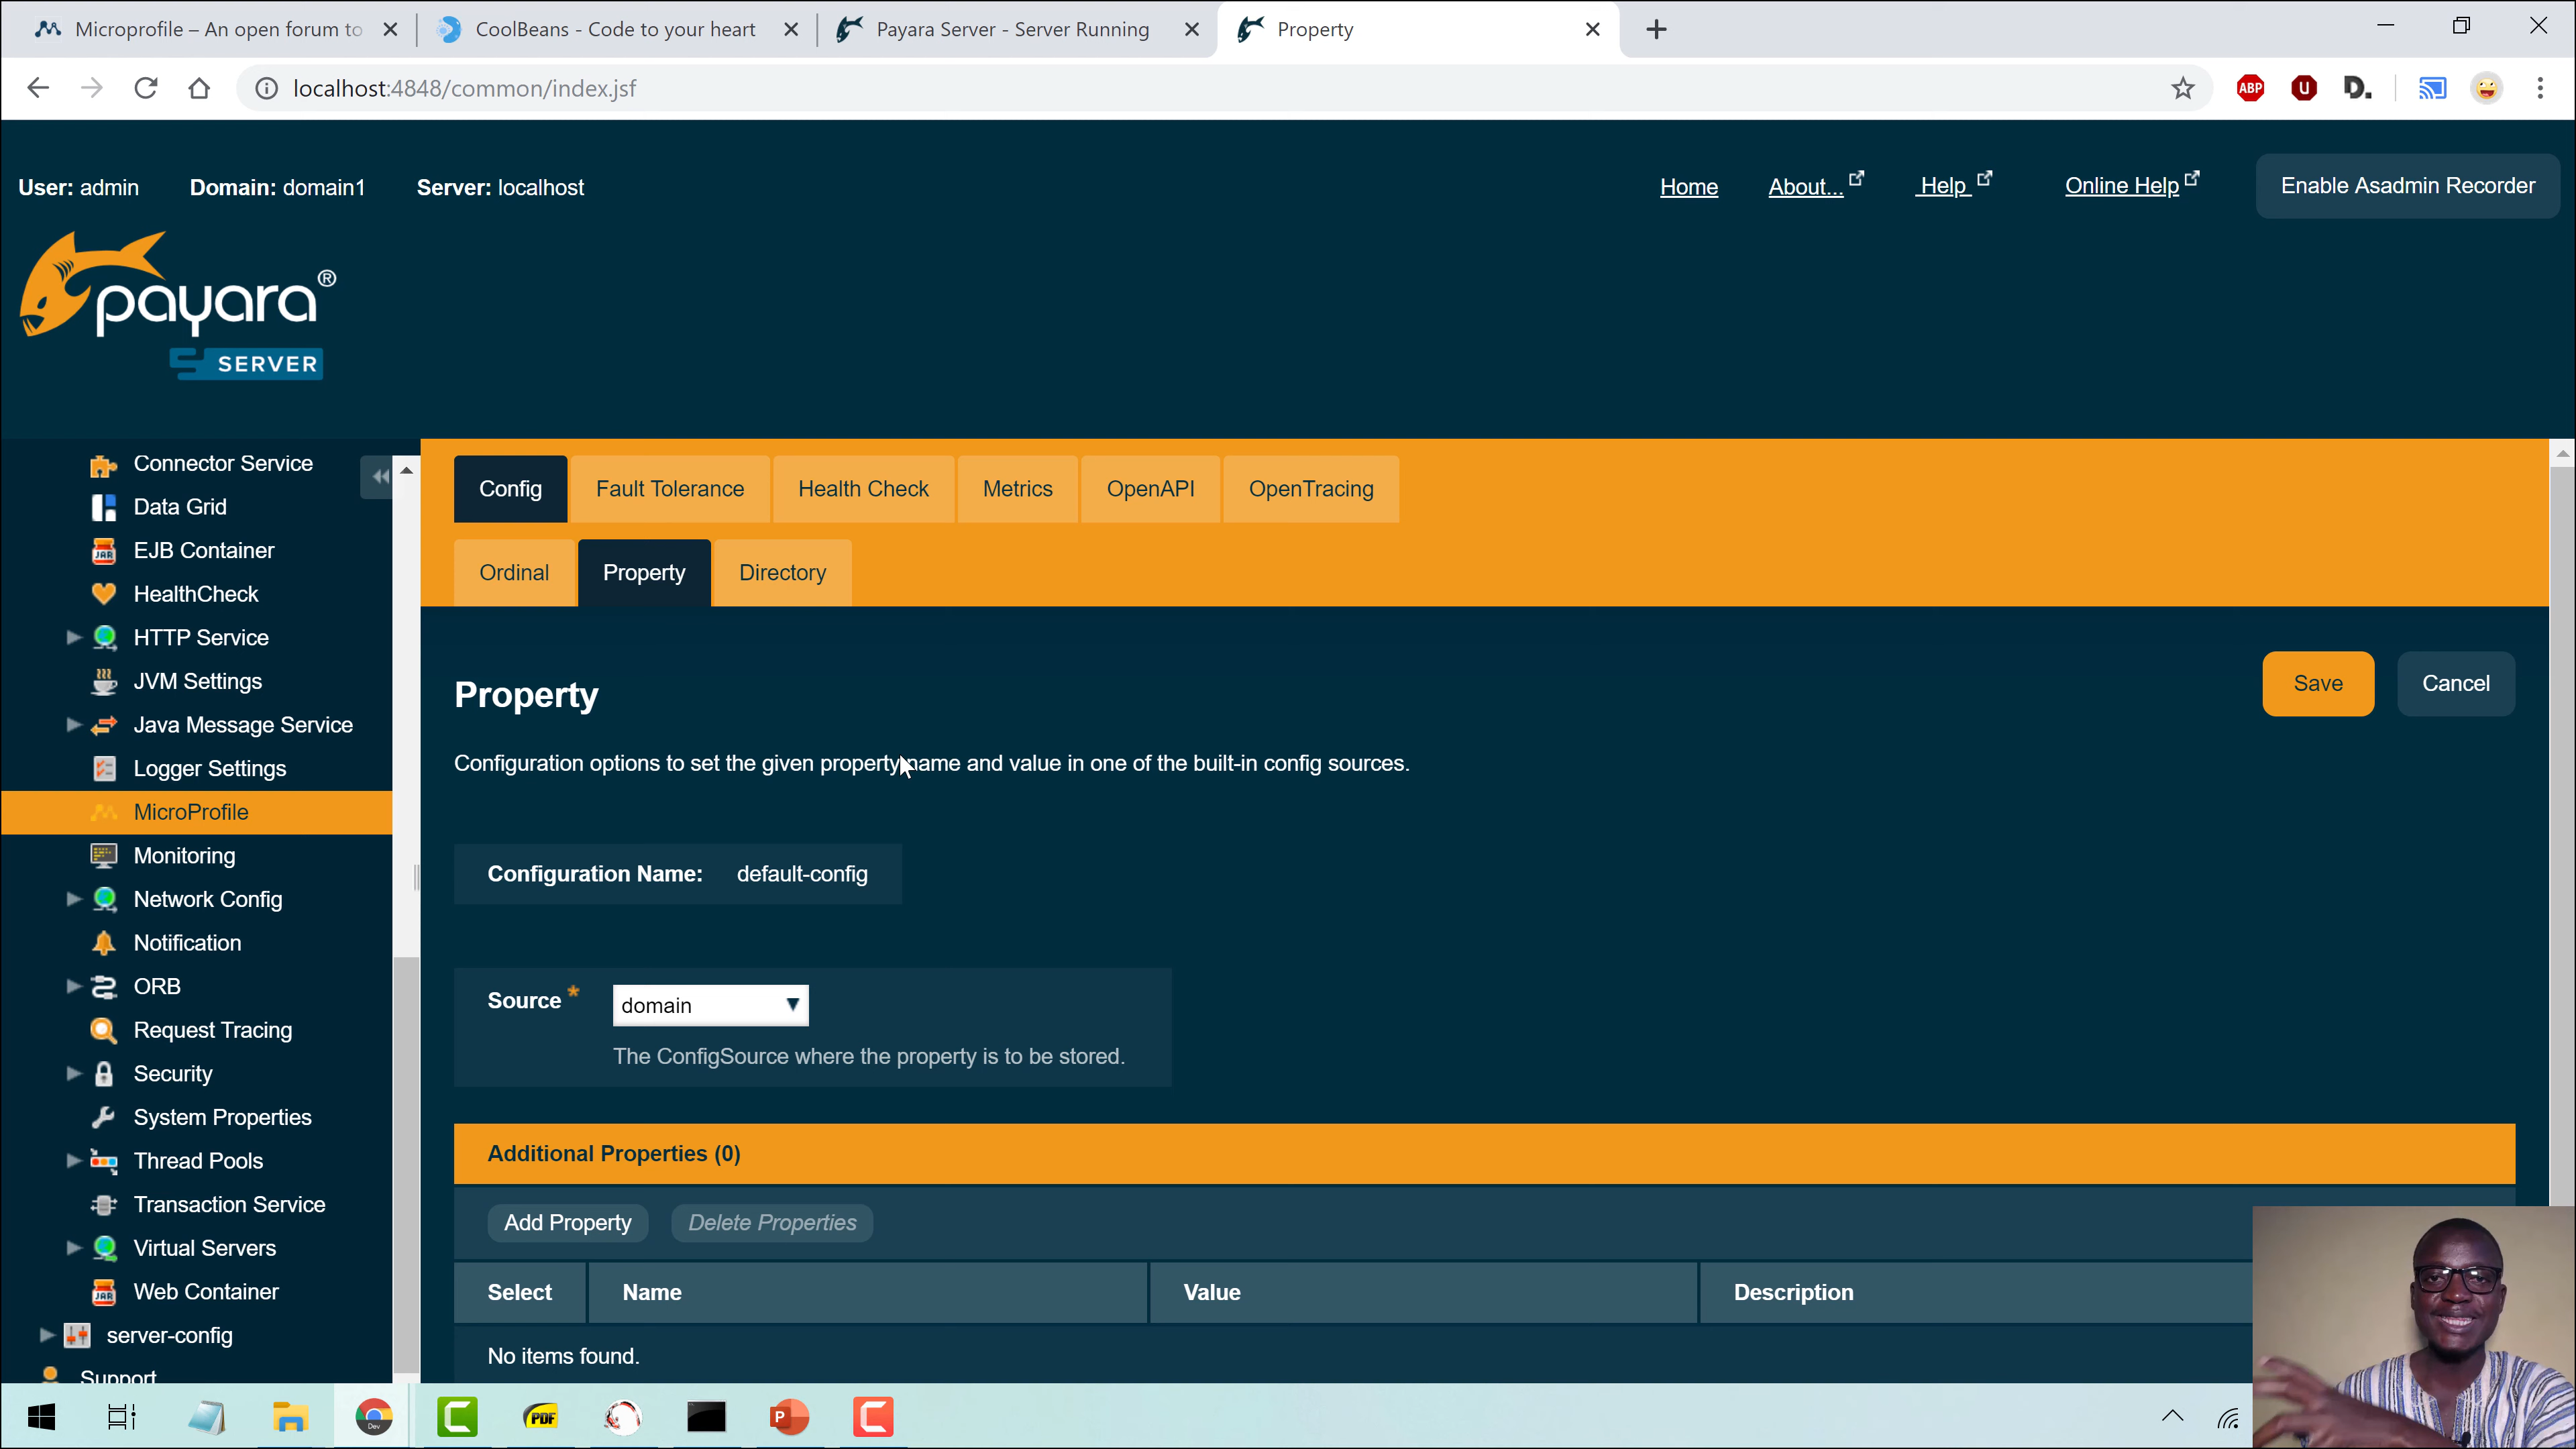 Microprofile – An open forum to
CoolBeans - Code to your heart
Payara Server - Server Running
Property
localhost:4848/common/index.jsf
ABP
U
D.
User: admin Domain: domain1 Server: localhost
Home About... Help Online Help Enable Asadmin Recorder
payara®
SERVER
Connector Service
Data Grid
EJB Container
HealthCheck
HTTP Service
JVM Settings
Java Message Service
Logger Settings
MicroProfile
Monitoring
Network Config
Notification
ORB
Request Tracing
Security
System Properties
Thread Pools
Transaction Service
Virtual Servers
Web Container
server-config
Support
Config Fault Tolerance Health Check Metrics OpenAPI OpenTracing
Ordinal Property Directory
Save Cancel
Property
Configuration options to set the given property name and value in one of the built-in config sources.
Configuration Name: default-config
Source * domain
The ConfigSource where the property is to be stored.
Additional Properties (0)
Add Property Delete Properties
Select Name Value Description
No items found.
Dev
PDF
P